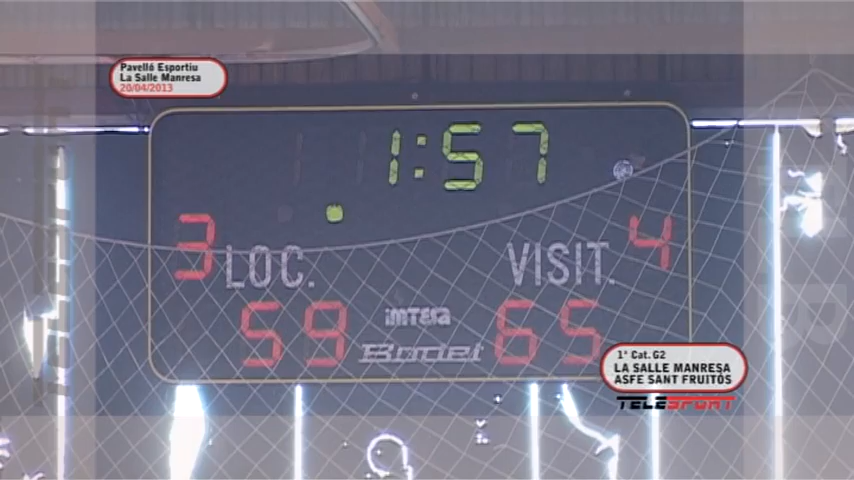 Pavelló Esportiu
La Salle Manresa
20/04/2013
1:57
3 LOC.
VISIT. 4
59
imtesa
65
Bodet
1ª Cat. G2
LA SALLE MANRESA
ASFE SANT FRUITÓS
TELESPORT